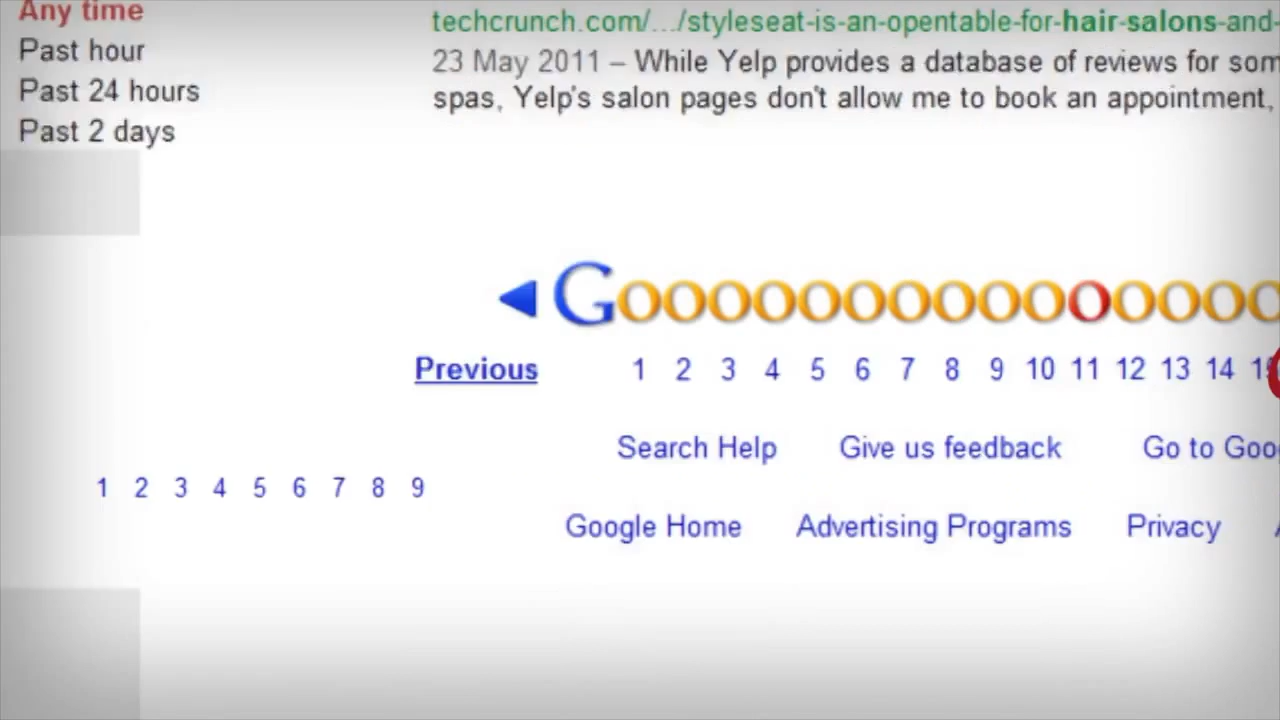 Any time
Past hour
Past 24 hours
Past 2 days
techcrunch.com/.../styleseat-is-an-opentable-for-hair-salons-and-
23 May 2011 – While Yelp provides a database of reviews for som
spas, Yelp's salon pages don't allow me to book an appointment,
Gooooooooooooooo
Previous 1 2 3 4 5 6 7 8 9 10 11 12 13 14
Search Help Give us feedback Go to Goo
1 2 3 4 5 6 7 8 9
Google Home Advertising Programs Privacy